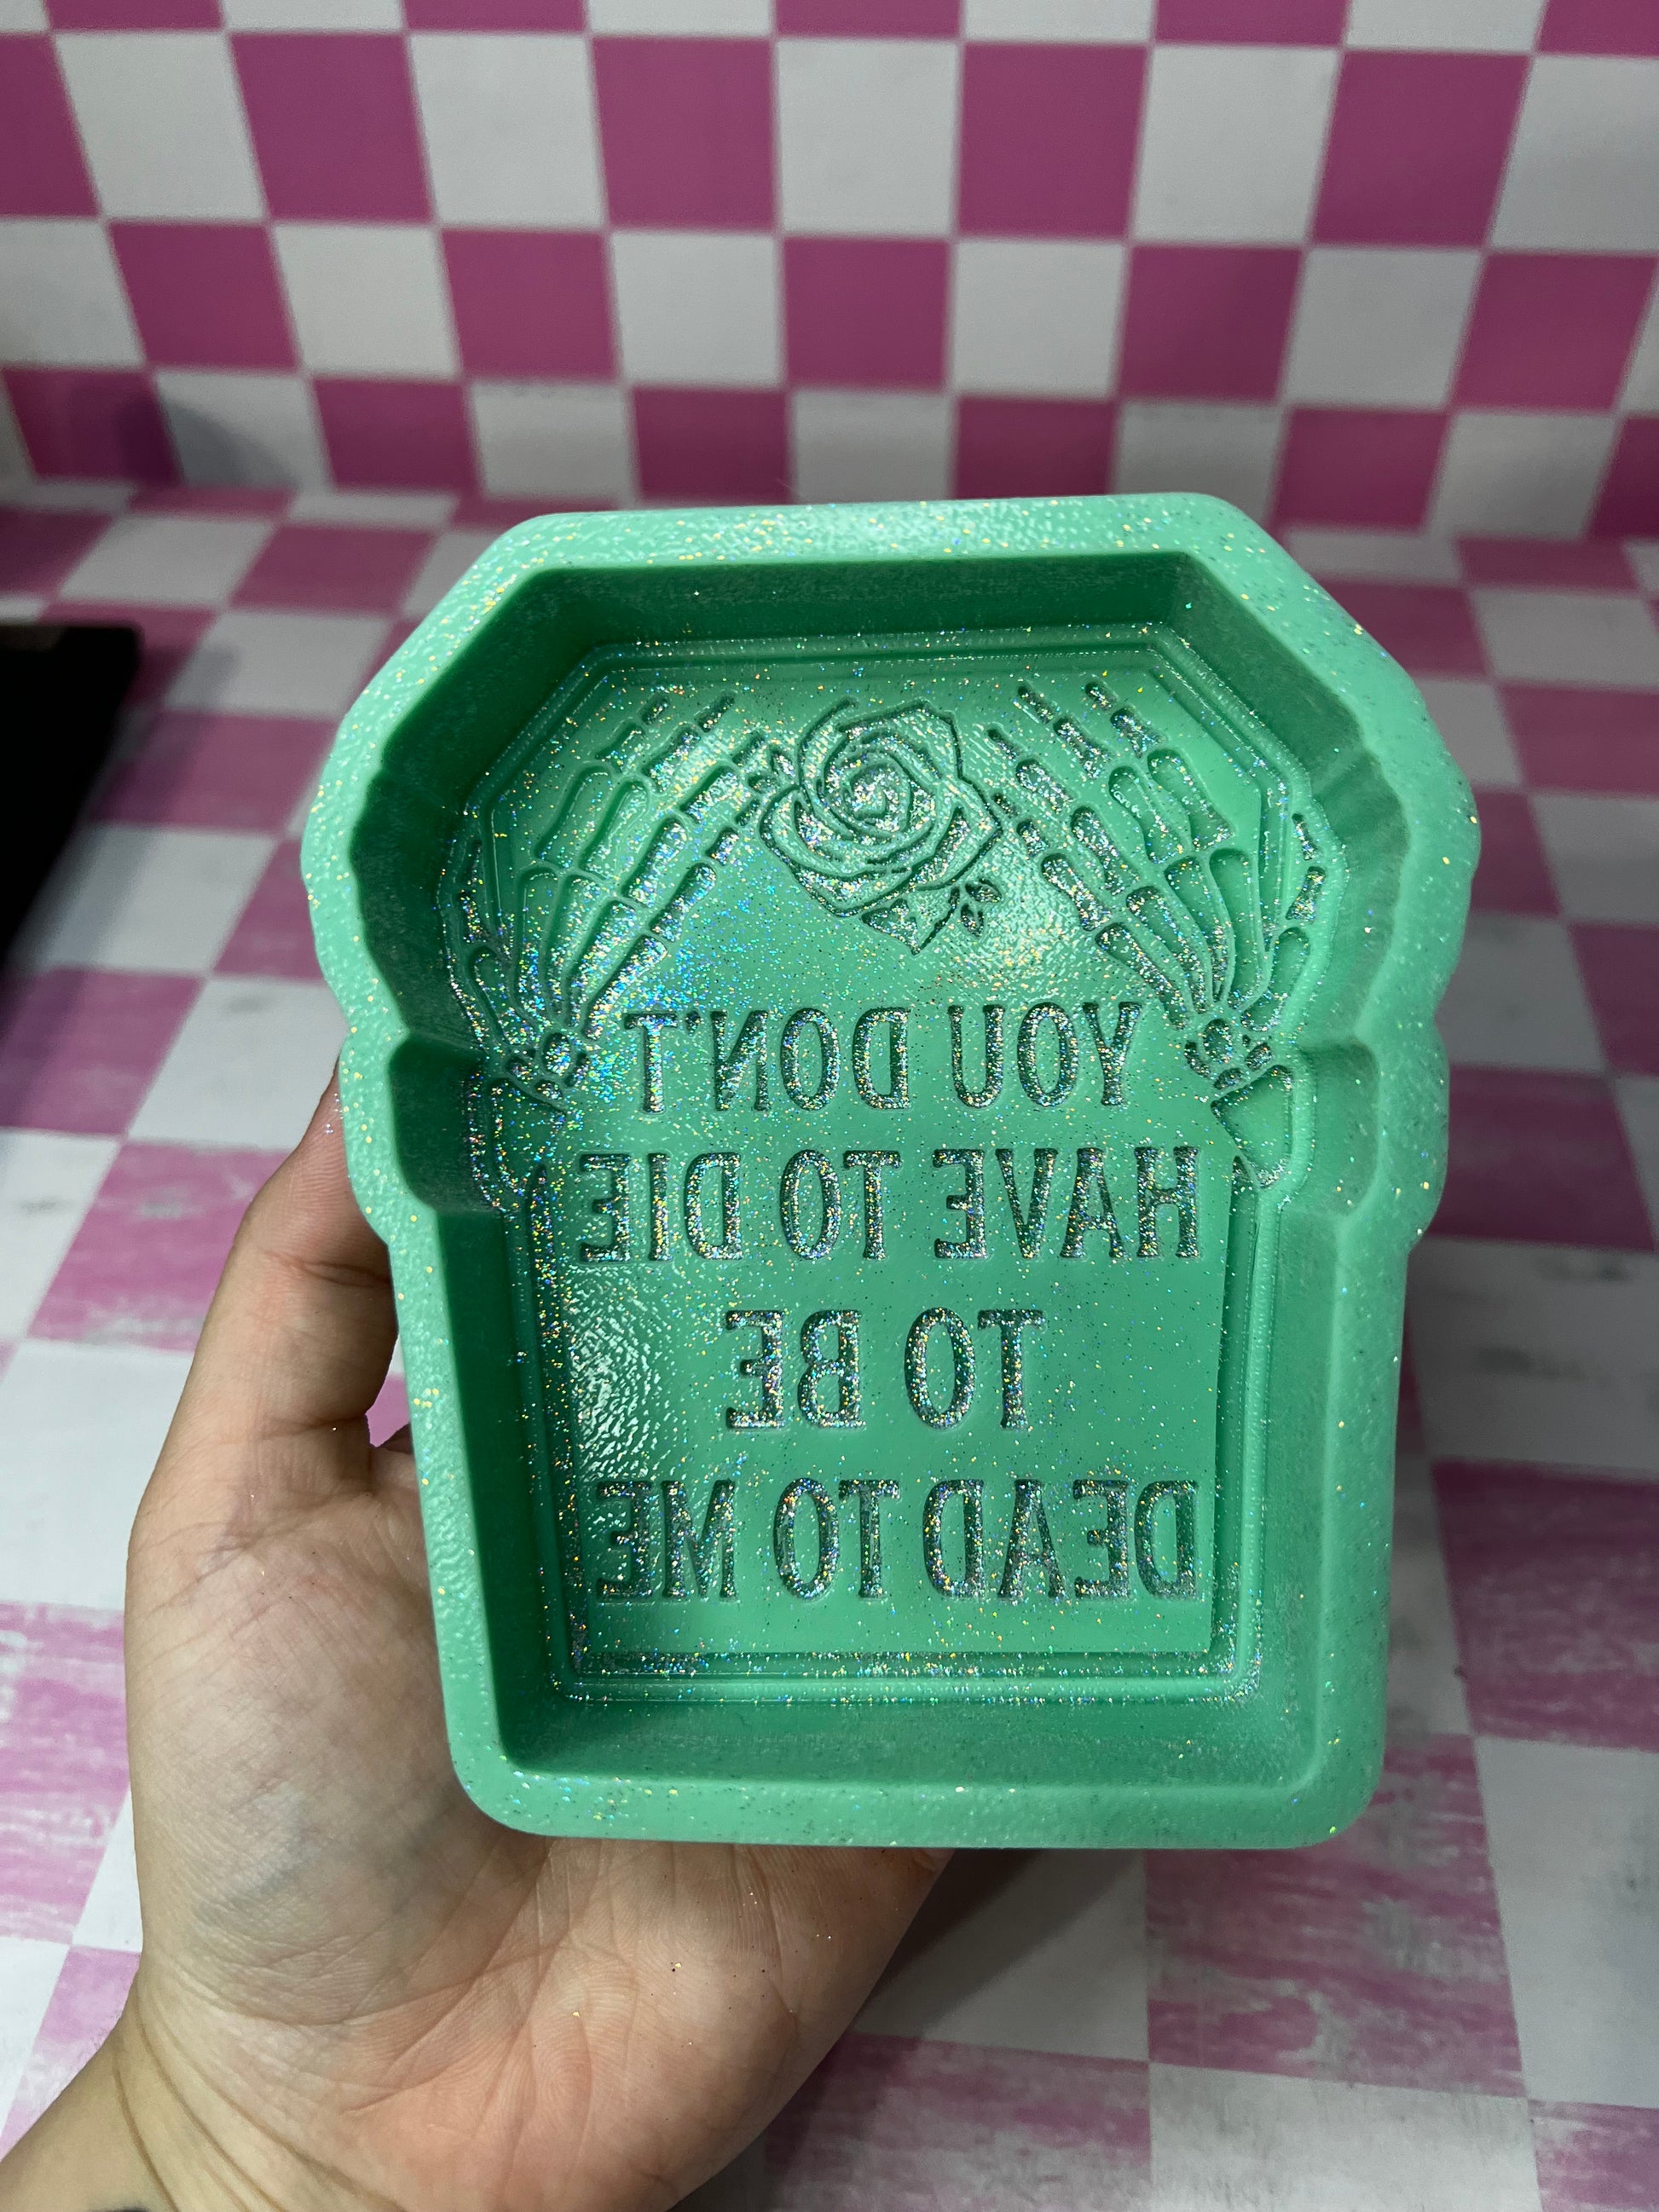 YOU DON'T
HAVE TO DIE
TO BE
DEAD TO ME